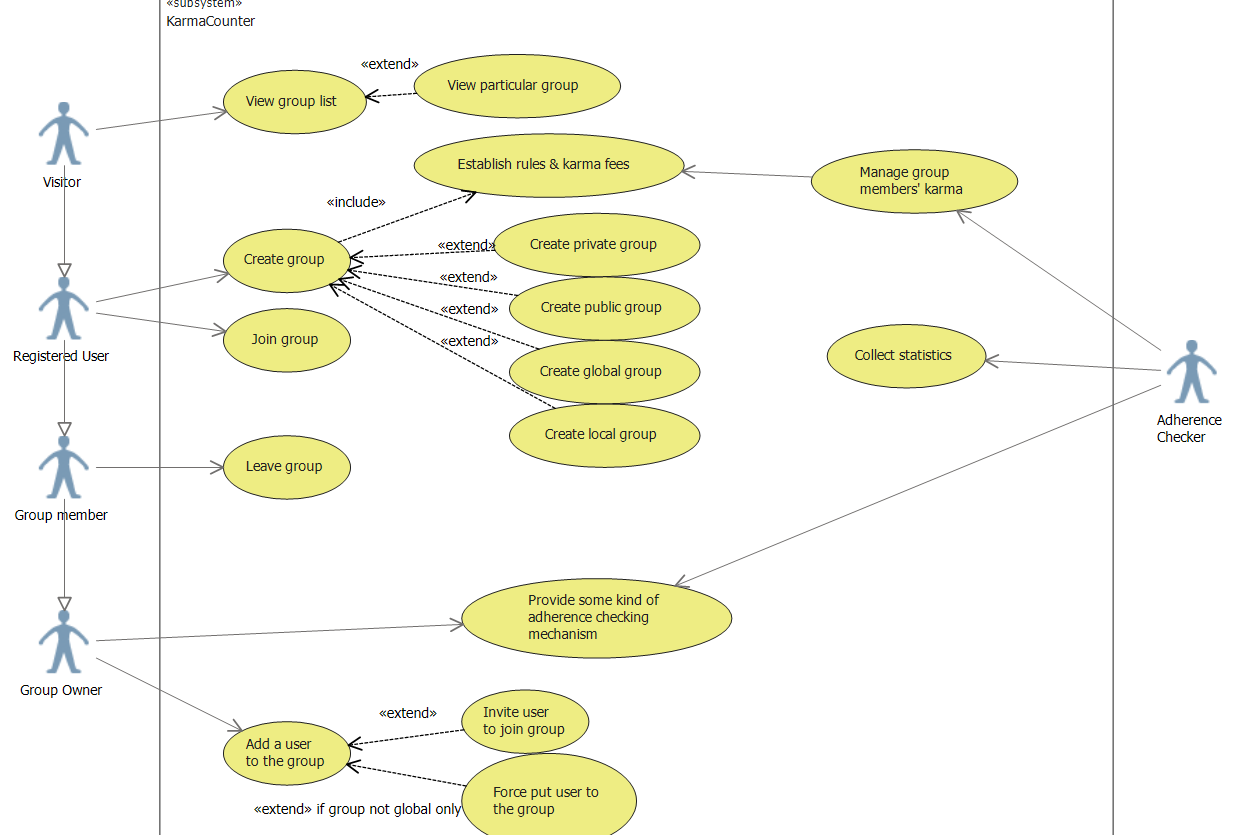 «subsystem»
KarmaCounter
«extend»
View particular group
View group list
Establish rules & karma fees
Manage group
members' karma
Visitor
«include»
«extend»
Create private group
Create group
«extend»
Create public group
«extend»
Join group
«extend»
Registered User
Collect statistics
Create global group
Adherence
Checker
Create local group
Leave group
Group member
Provide some kind of
adherence checking
mechanism
Group Owner
«extend»
Invite user
to join group
Add a user
to the group
Force put user to
the group
«extend» if group not global only